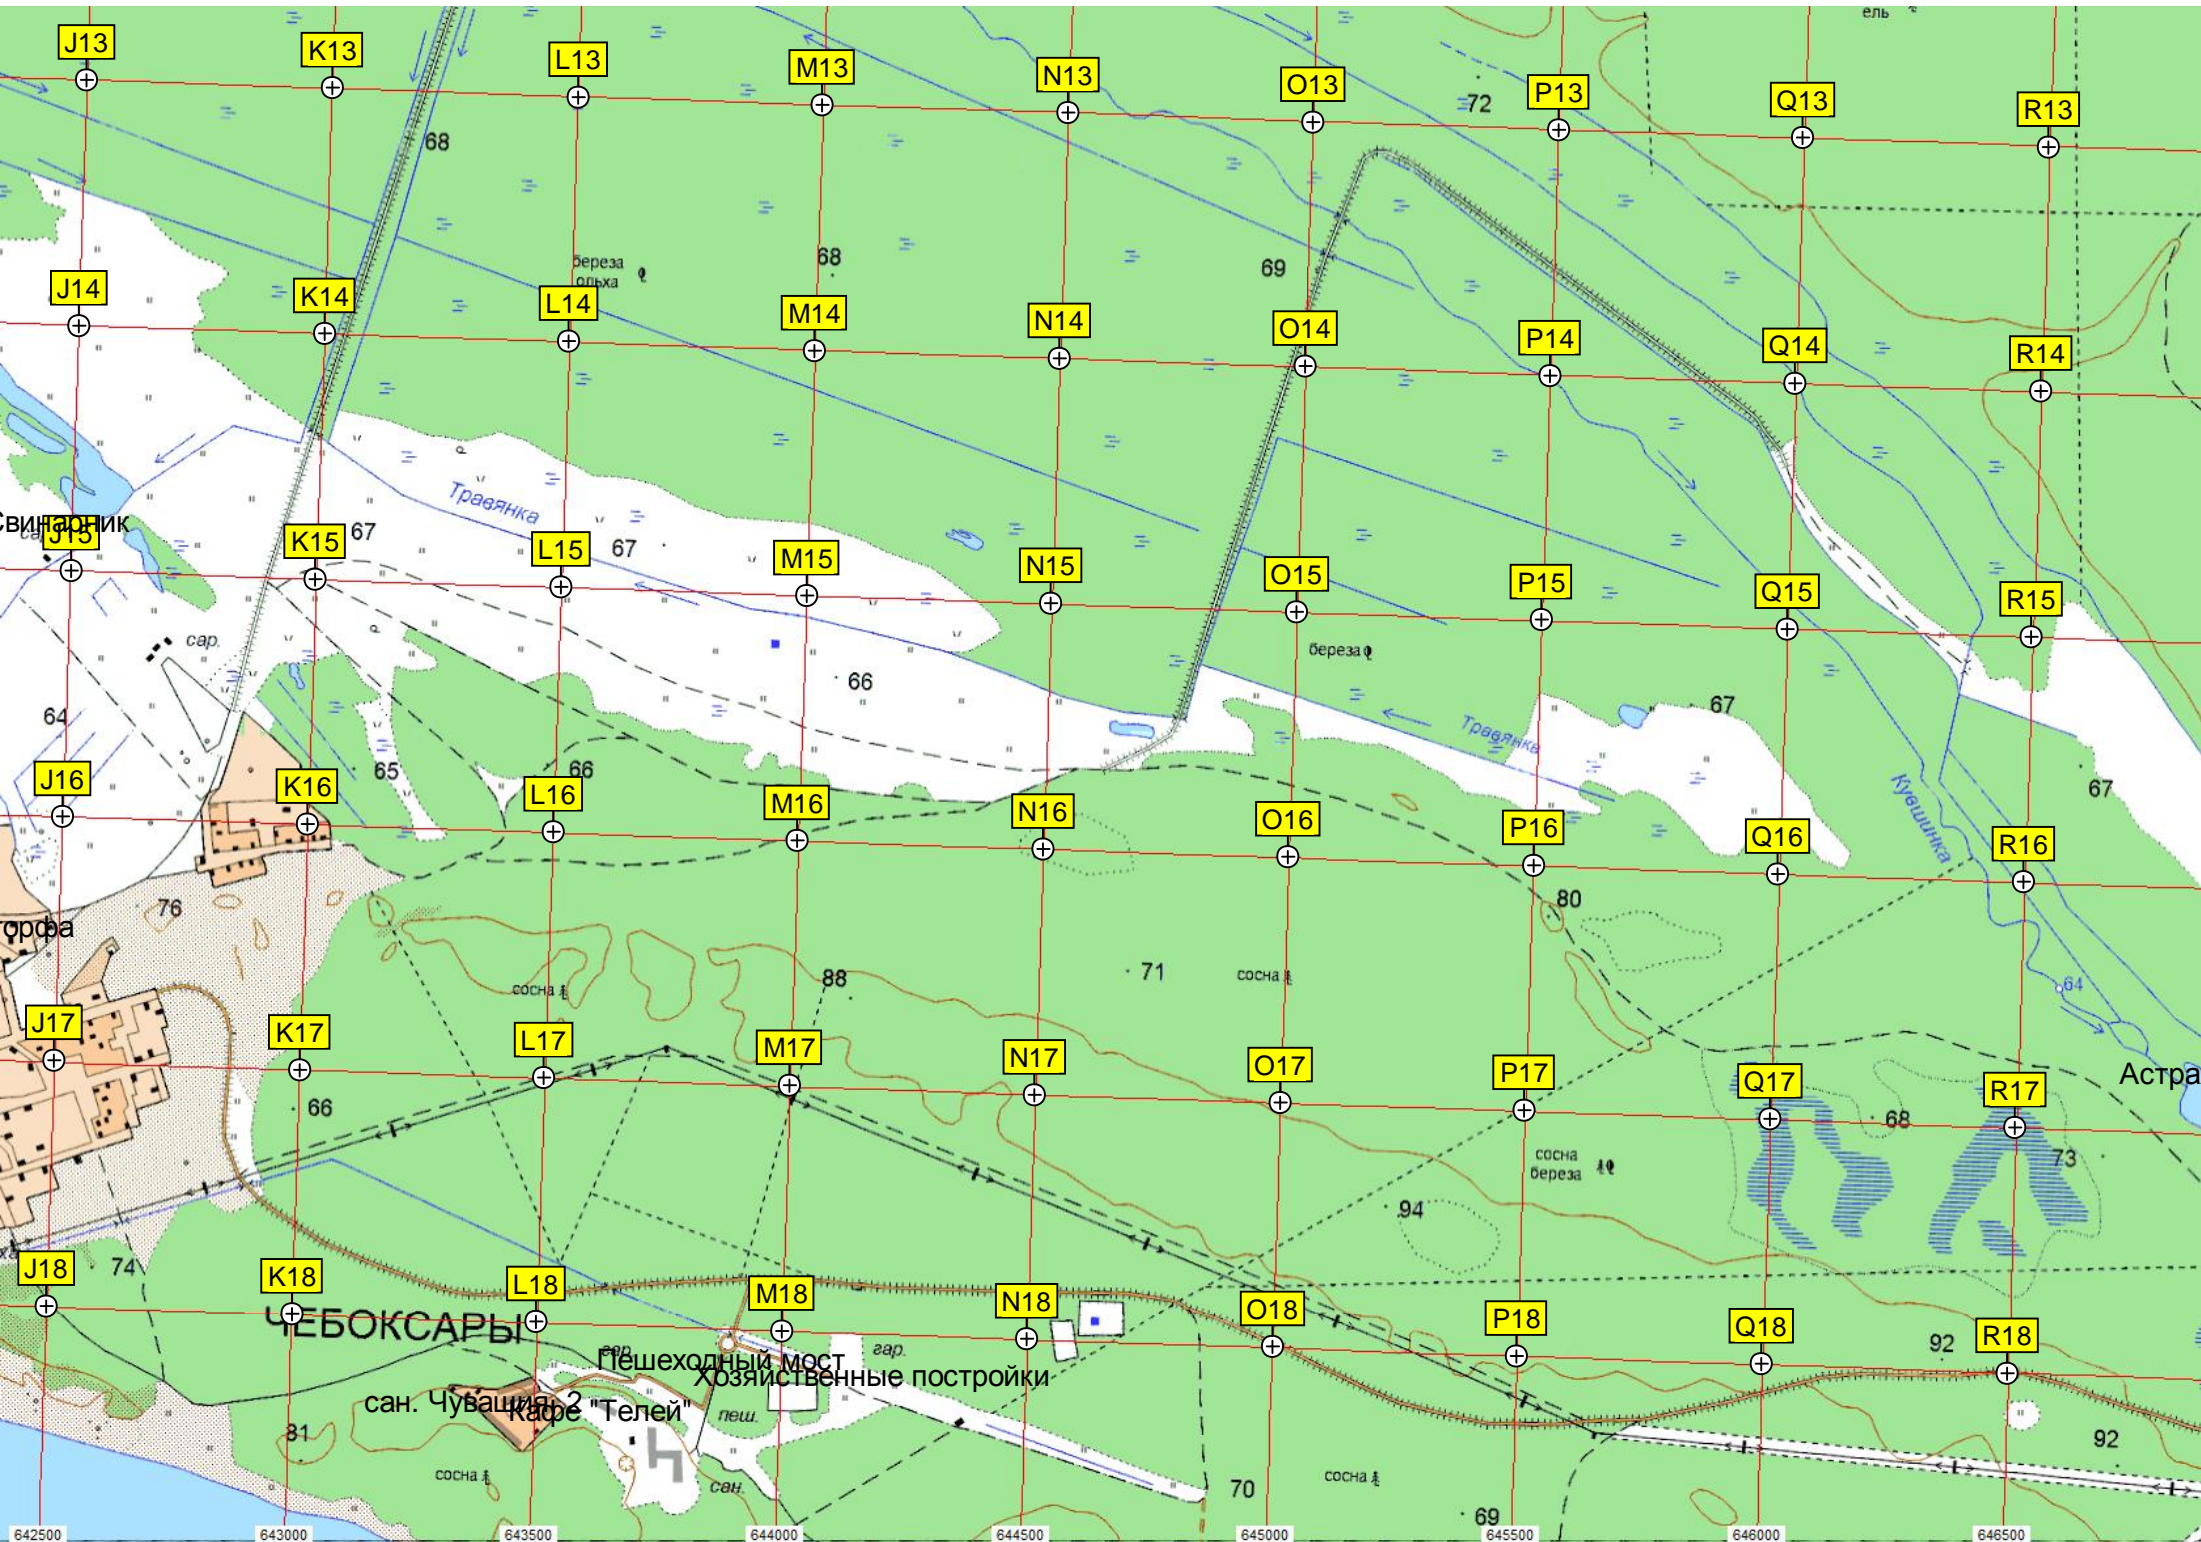 ель
J13
K13
L13
M13
N13
O13
P13
Q13
R13
72
68
68
69
береза
ольха
J14
K14
L14
M14
N14
O14
P14
Q14
R14
Травянка
Свинарник
J15
K15
67
L15
67
M15
N15
O15
P15
Q15
R15
сар.
береза
66
64
67
Травянка
65
66
67
Кувшинка
J16
K16
L16
M16
N16
O16
P16
Q16
R16
76
80
торфа
88
71
сосна
сосна
64
J17
K17
L17
M17
N17
O17
P17
Q17
R17
Астра
66
68
73
сосна
береза
94
74
J18
K18
L18
M18
N18
O18
P18
Q18
R18
ЧЕБОКСАРЫ
92
гар.
гар.
Пешеходный мост
Хозяйственные постройки
сан. Чувашия 2
Кафе "Телей"
пеш.
81
92
сосна
сан.
70
сосна
69
642500
643000
643500
644000
644500
645000
645500
646000
646500